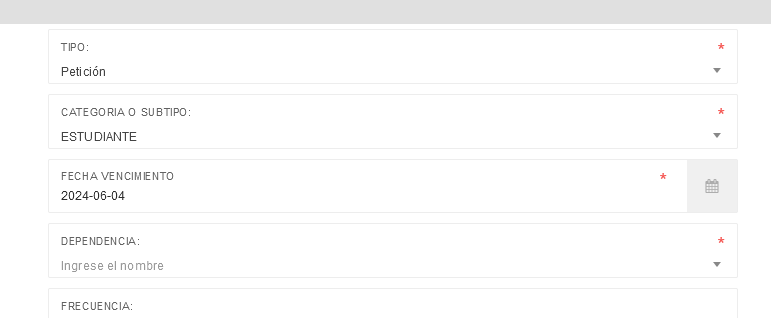 TIPO: *
Petición
CATEGORIA O SUBTIPO: *
ESTUDIANTE
FECHA VENCIMIENTO *
2024-06-04
DEPENDENCIA: *
Ingrese el nombre
FRECUENCIA: